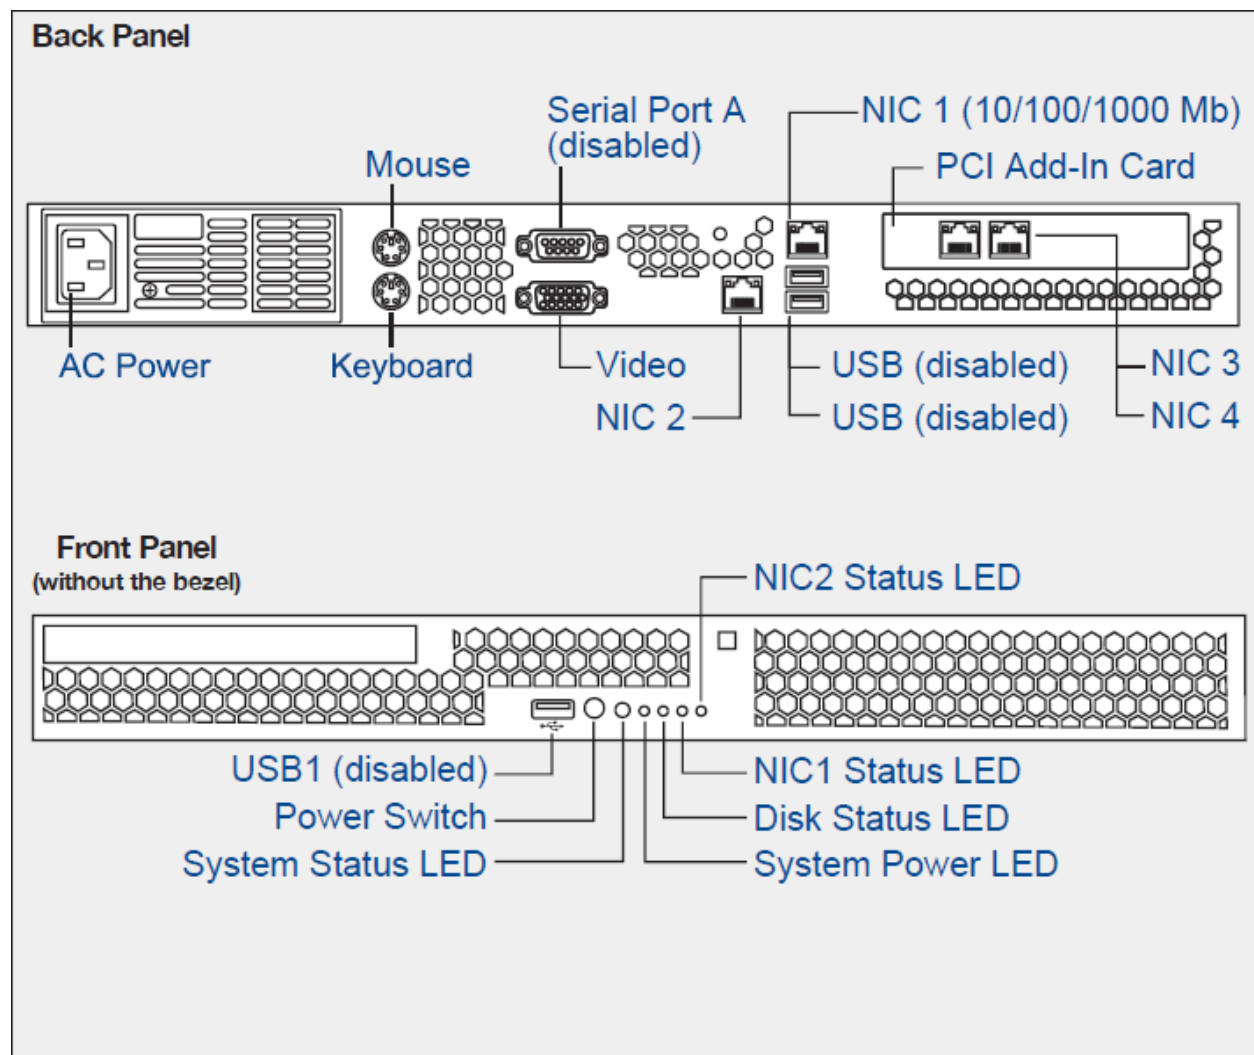 Back Panel
Serial Port A
(disabled)
NIC 1 (10/100/1000 Mb)
Mouse
PCI Add-In Card
AC Power
Keyboard
Video
USB (disabled)
NIC 3
NIC 2
USB (disabled)
NIC 4
Front Panel
(without the bezel)
NIC2 Status LED
USB1 (disabled)
NIC1 Status LED
Power Switch
Disk Status LED
System Status LED
System Power LED